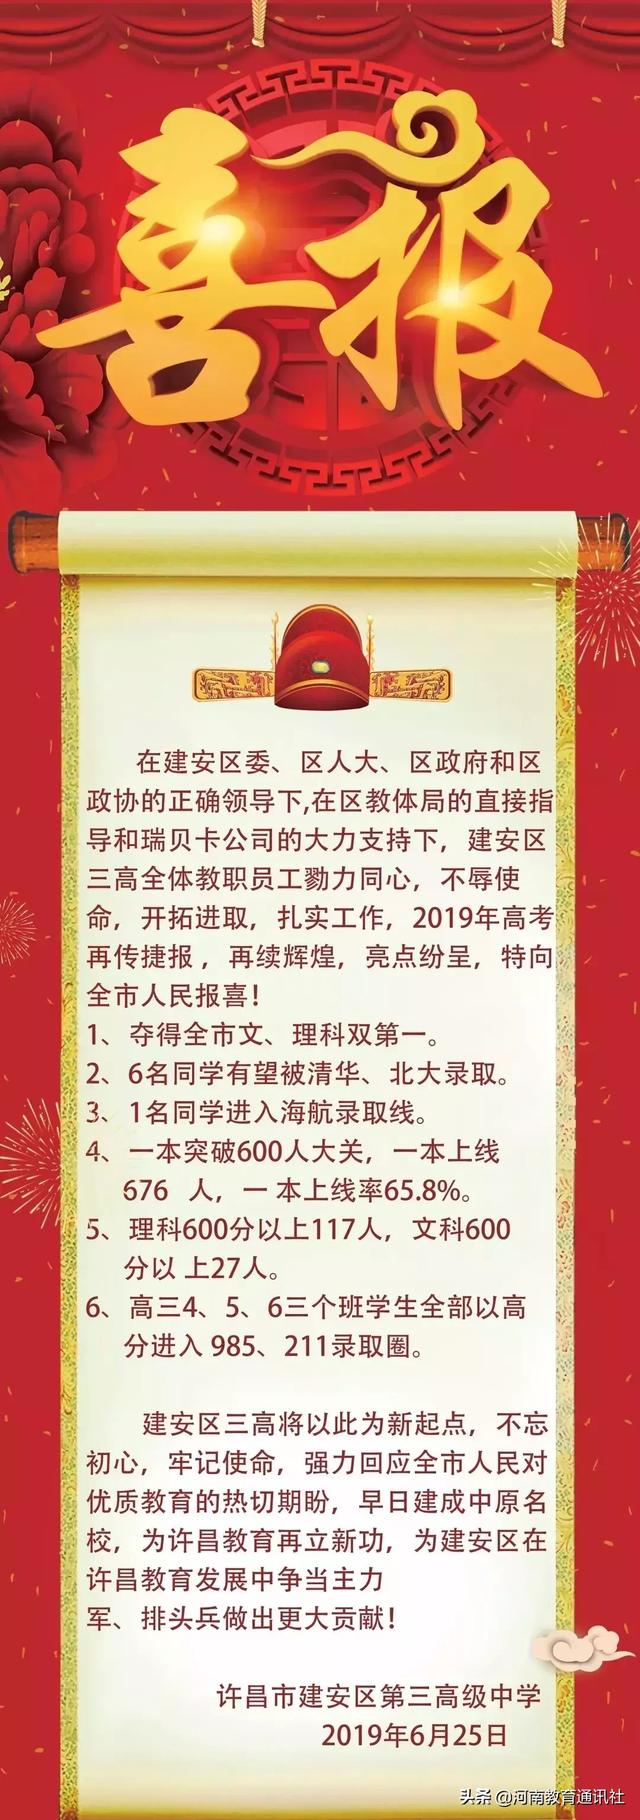 喜报
在建安区委、区人大、区政府和区
政协的正确领导下,在区教体局的直接指
导和瑞贝卡公司的大力支持下，建安区
三高全体教职员工勠力同心，不辱使
命，开拓进取，扎实工作，2019年高考
再传捷报，再续辉煌，亮点纷呈，特向
全市人民报喜！
1、夺得全市文、理科双第一。
2、6名同学有望被清华、北大录取。
3、1名同学进入海航录取线。
4、一本突破600人大关，一本上线
676 人，一 本上线率65.8%。
5、理科600分以上117人，文科600
分以 上27人。
6、高三4、5、6三个班学生全部以高
分进入 985、211录取圈。
建安区三高将以此为新起点，不忘
初心，牢记使命，强力回应全市人民对
优质教育的热切期盼，早日建成中原名
校，为许昌教育再立新功，为建安区在
许昌教育发展中争当主力
军、排头兵做出更大贡献！
许昌市建安区第三高级中学
2019年6月25日
头条 @河南教育通讯社